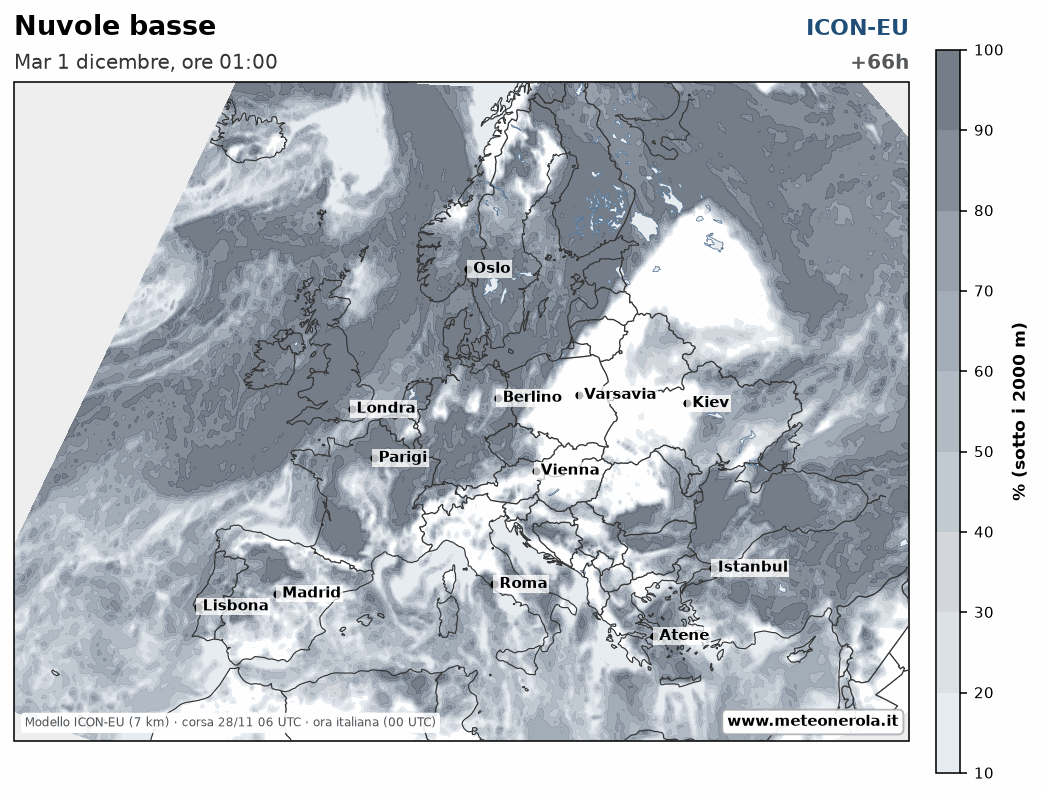 Nuvole basse
ICON-EU
Mar 1 dicembre, ore 01:00
+66h
100
90
80
70
60
50
40
30
20
10
% (sotto i 2000 m)
Oslo
Berlino
Varsavia
Kiev
Londra
Parigi
Vienna
Istanbul
Roma
Madrid
Lisbona
Atene
Modello ICON-EU (7 km) · corsa 28/11 06 UTC · ora italiana (00 UTC)
www.meteonerola.it